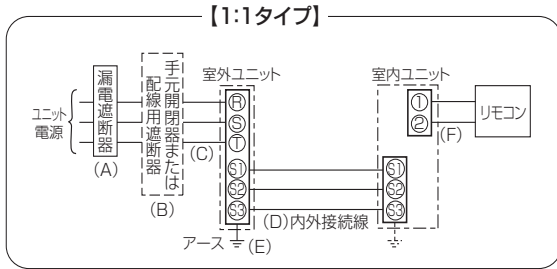 【1:1タイプ】
ユニット
電源
漏電遮断器
(A)
手元開閉器または
配線用遮断器
(B)
(C)
室外ユニット
R
S
T
S1
S2
S3
アース
(E)
(D)内外接続線
室内ユニット
1
2
(F)
リモコン
S1
S2
S3